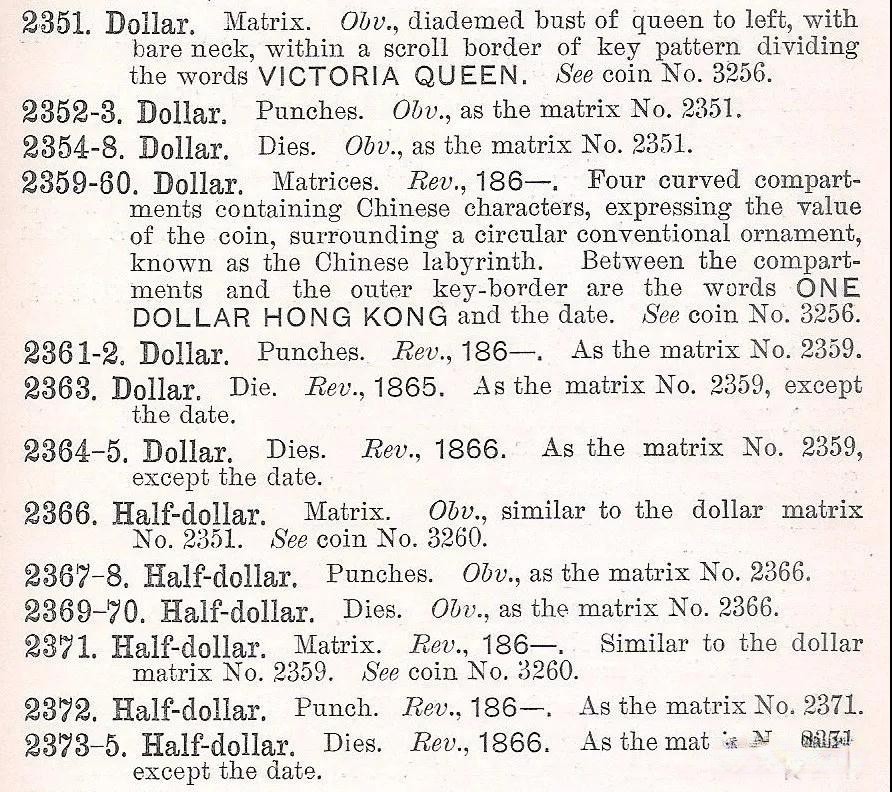 2351. Dollar. Matrix. Obv., diademed bust of queen to left, with
bare neck, within a scroll border of key pattern dividing
the words VICTORIA QUEEN. See coin No. 3256.
2352-3. Dollar. Punches. Obv., as the matrix No. 2351.
2354-8. Dollar. Dies. Obv., as the matrix No. 2351.
2359-60. Dollar. Matrices. Rev., 186—. Four curved compart-
ments containing Chinese characters, expressing the value
of the coin, surrounding a circular conventional ornament,
known as the Chinese labyrinth. Between the compart-
ments and the outer key-border are the words ONE
DOLLAR HONG KONG and the date. See coin No. 3256.
2361-2. Dollar. Punches. Rev., 186—. As the matrix No. 2359.
2363. Dollar. Die. Rev., 1865. As the matrix No. 2359, except
the date.
2364-5. Dollar. Dies. Rev., 1866. As the matrix No. 2359,
except the date.
2366. Half-dollar. Matrix. Obv., similar to the dollar matrix
No. 2351. See coin No. 3260.
2367-8. Half-dollar. Punches. Obv., as the matrix No. 2366.
2369-70. Half-dollar. Dies. Obv., as the matrix No. 2366.
2371. Half-dollar. Matrix. Rev., 186—. Similar to the dollar
matrix No. 2359. See coin No. 3260.
2372. Half-dollar. Punch. Rev., 186—. As the matrix No. 2371.
2373-5. Half-dollar. Dies. Rev., 1866. As the
except the date.